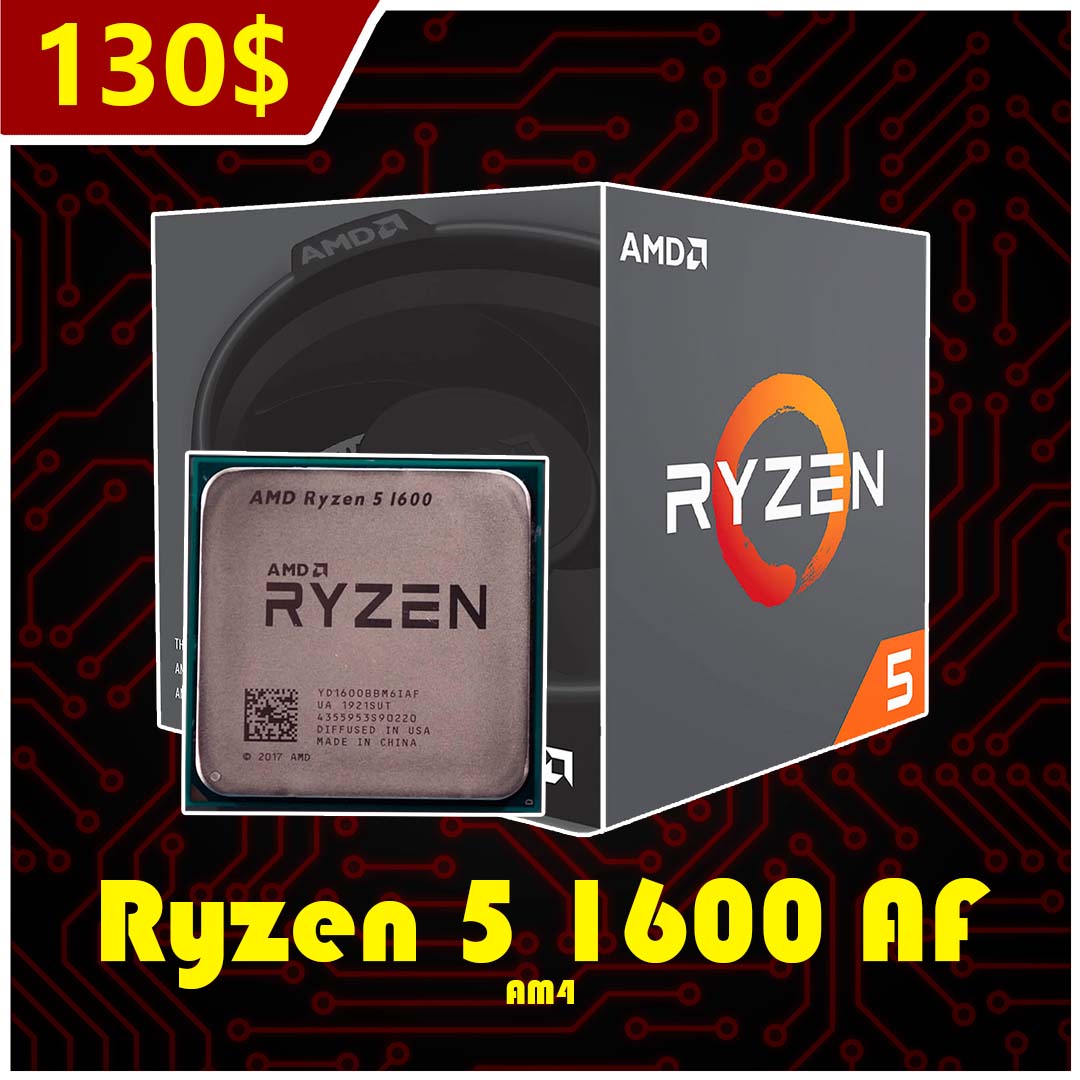 130$
AMD
AMD
RYZEN
5
AMD Ryzen 5 1600
AMD
RYZEN
YD1600BBM6IAF
UA 1921SUT
4355953S90220
DIFFUSED IN USA
MADE IN CHINA
© 2017 AMD
Ryzen 5 1600 AF
AM4